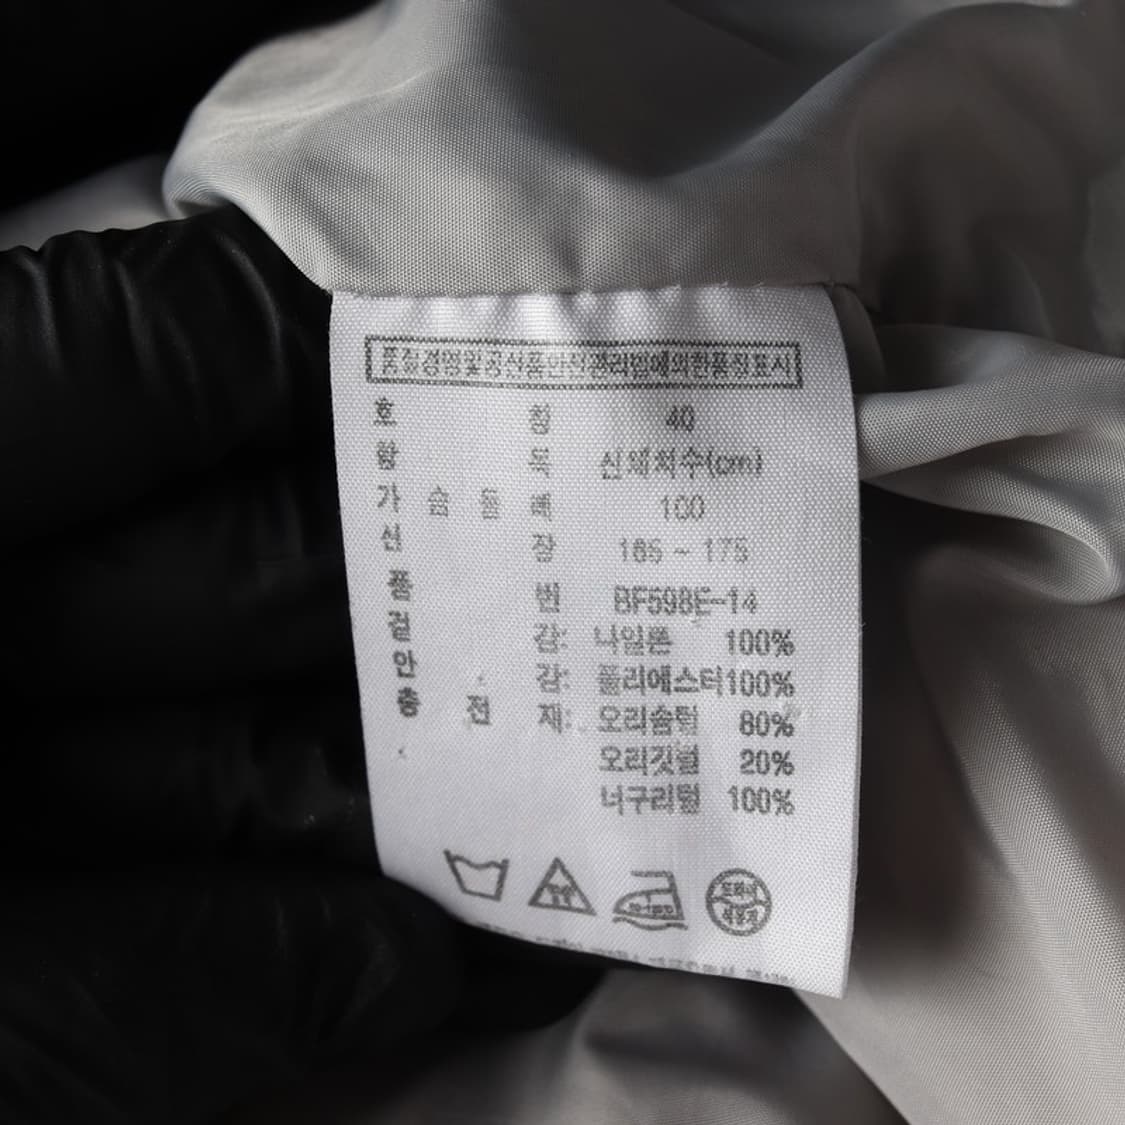 품질경영및공산품안전관리법에의한품질표시
호 칭 40
항 목 신체치수(cm)
가 슴 둘 레 100
신 장 165 ~ 175
품 번 BF598E-14
겉 감: 나일론 100%
안 감: 폴리에스터100%
충 전 재: 오리솜털 80%
오리깃털 20%
너구리털 100%